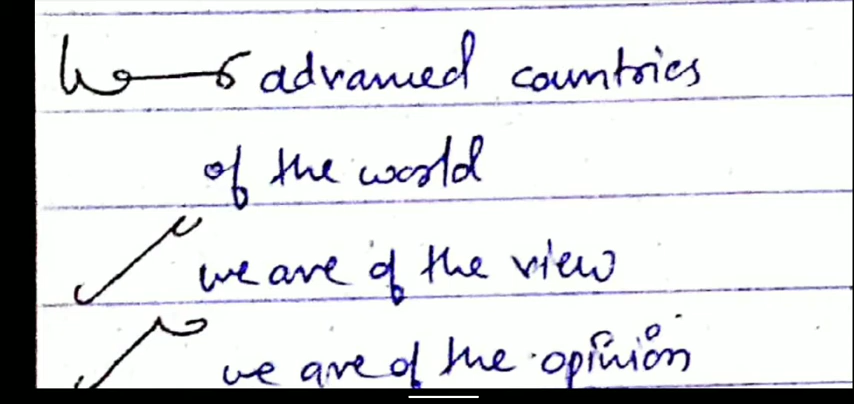 advanced countries
of the world
we are of the view
we are of the opinion